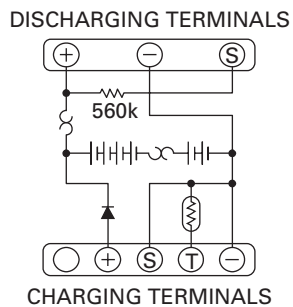 DISCHARGING TERMINALS
+ − S
560k
+ S T −
CHARGING TERMINALS